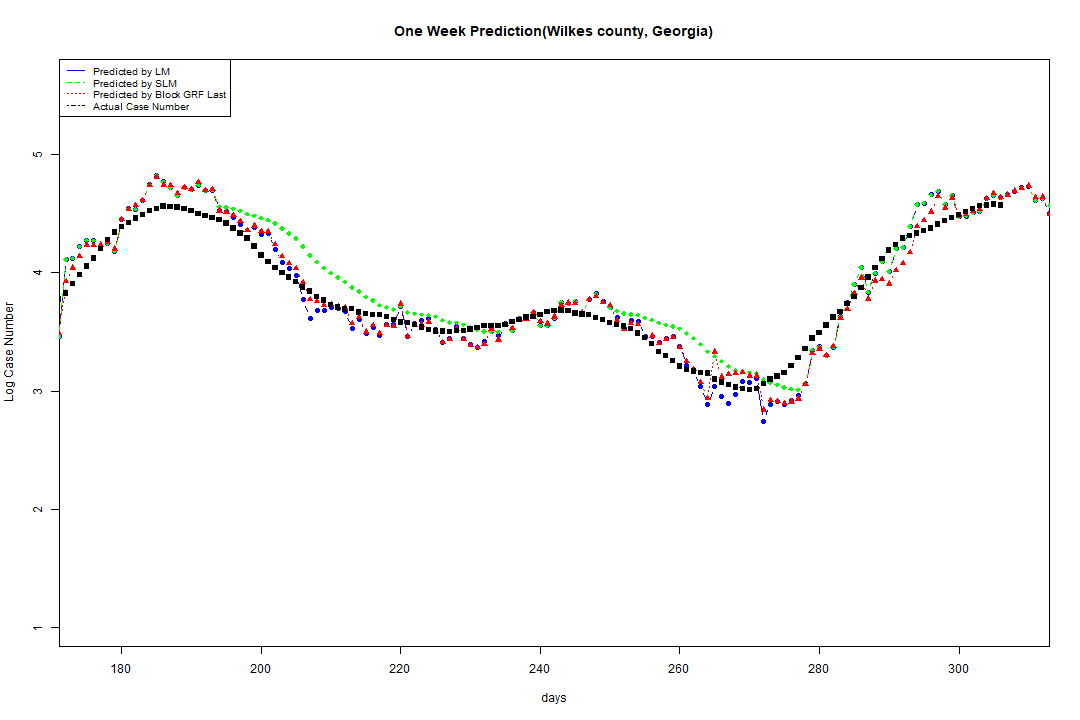 One Week Prediction(Wilkes county, Georgia)
Predicted by LM
Predicted by SLM
Predicted by Block GRF Last
Actual Case Number
5
4
3
2
1
Log Case Number
180 200 220 240 260 280 300
days